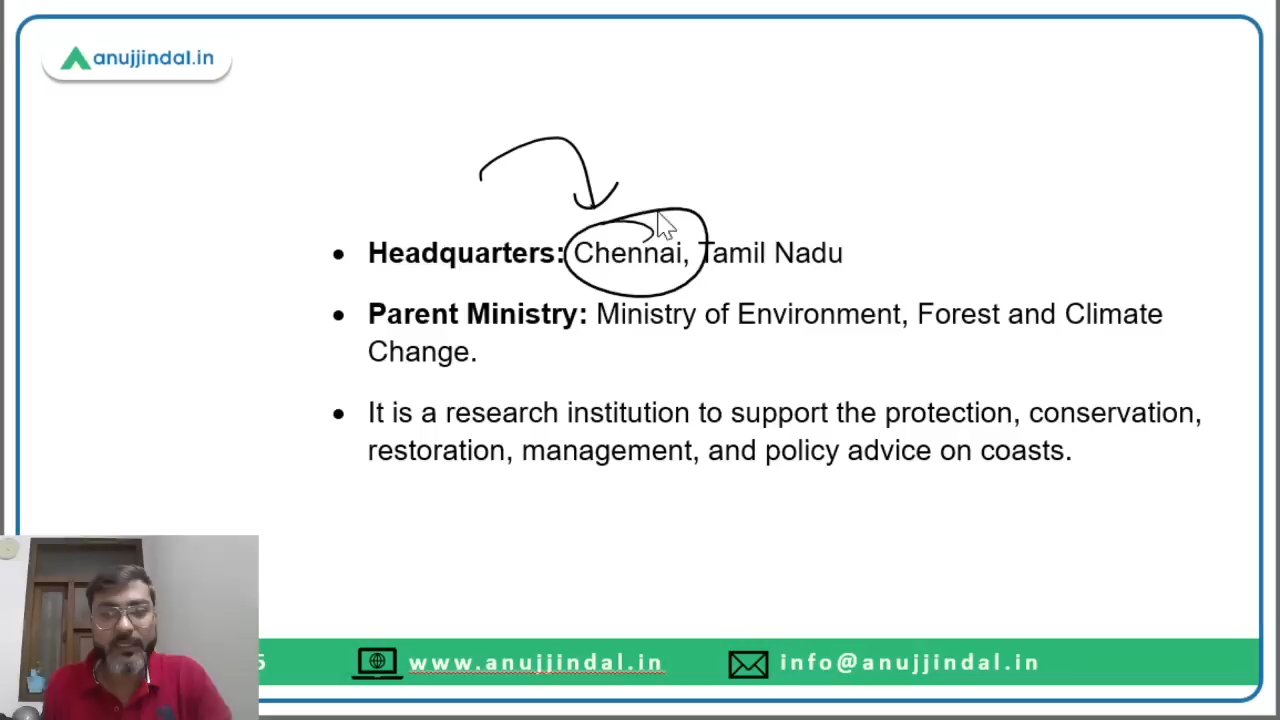 anujjindal.in
Headquarters: Chennai, Tamil Nadu
Parent Ministry: Ministry of Environment, Forest and Climate
Change.
It is a research institution to support the protection, conservation,
restoration, management, and policy advice on coasts.
5 www.anujjindal.in info@anujjindal.in